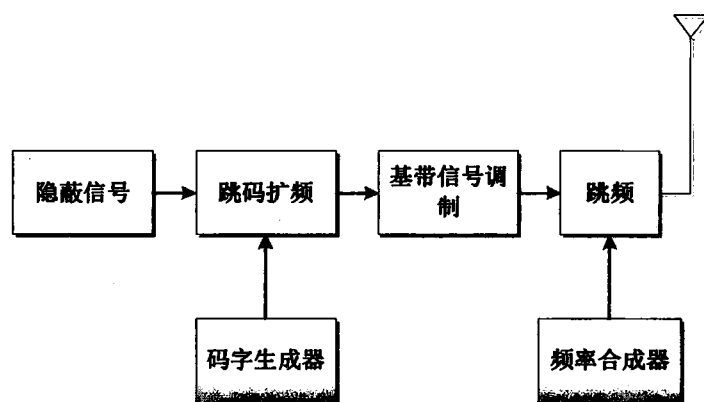 隐蔽信号
跳码扩频
基带信号调
制
跳频
码字生成器
频率合成器